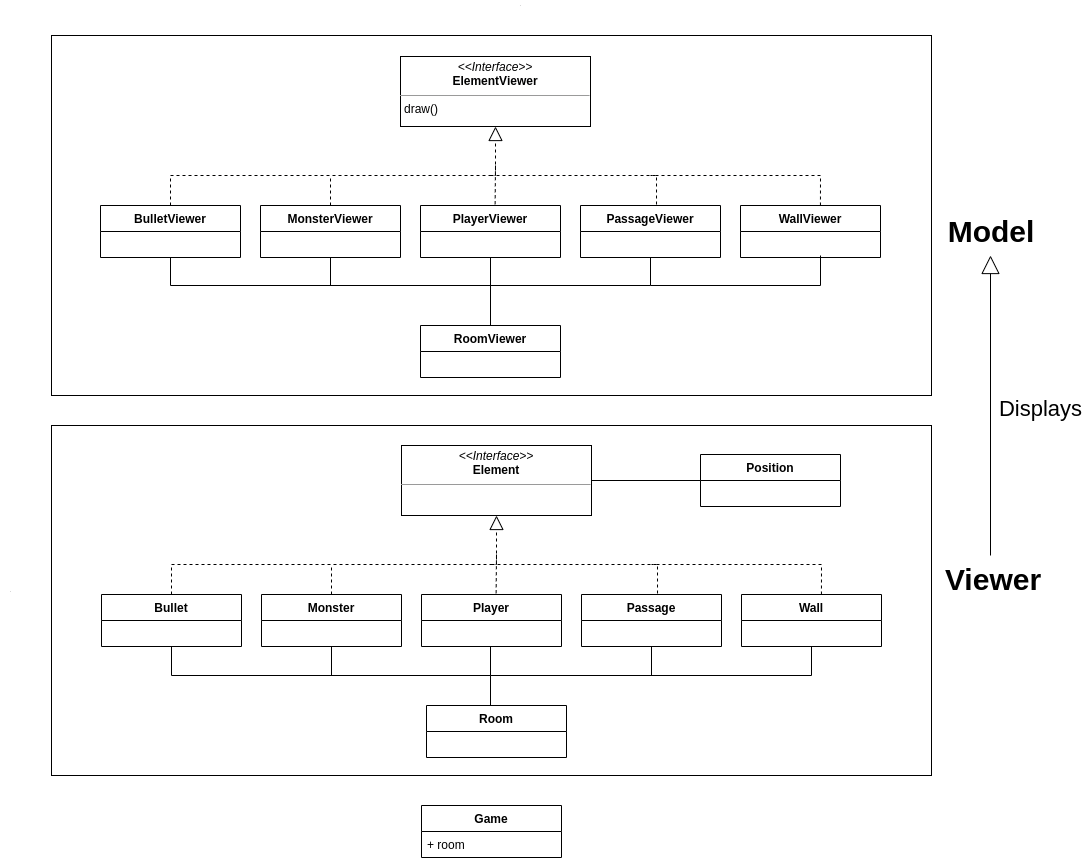 <<Interface>>
ElementViewer
draw()
BulletViewer
MonsterViewer
PlayerViewer
PassageViewer
WallViewer
RoomViewer
Model
Displays
Viewer
<<Interface>>
Element
Position
Bullet
Monster
Player
Passage
Wall
Room
Game
+ room